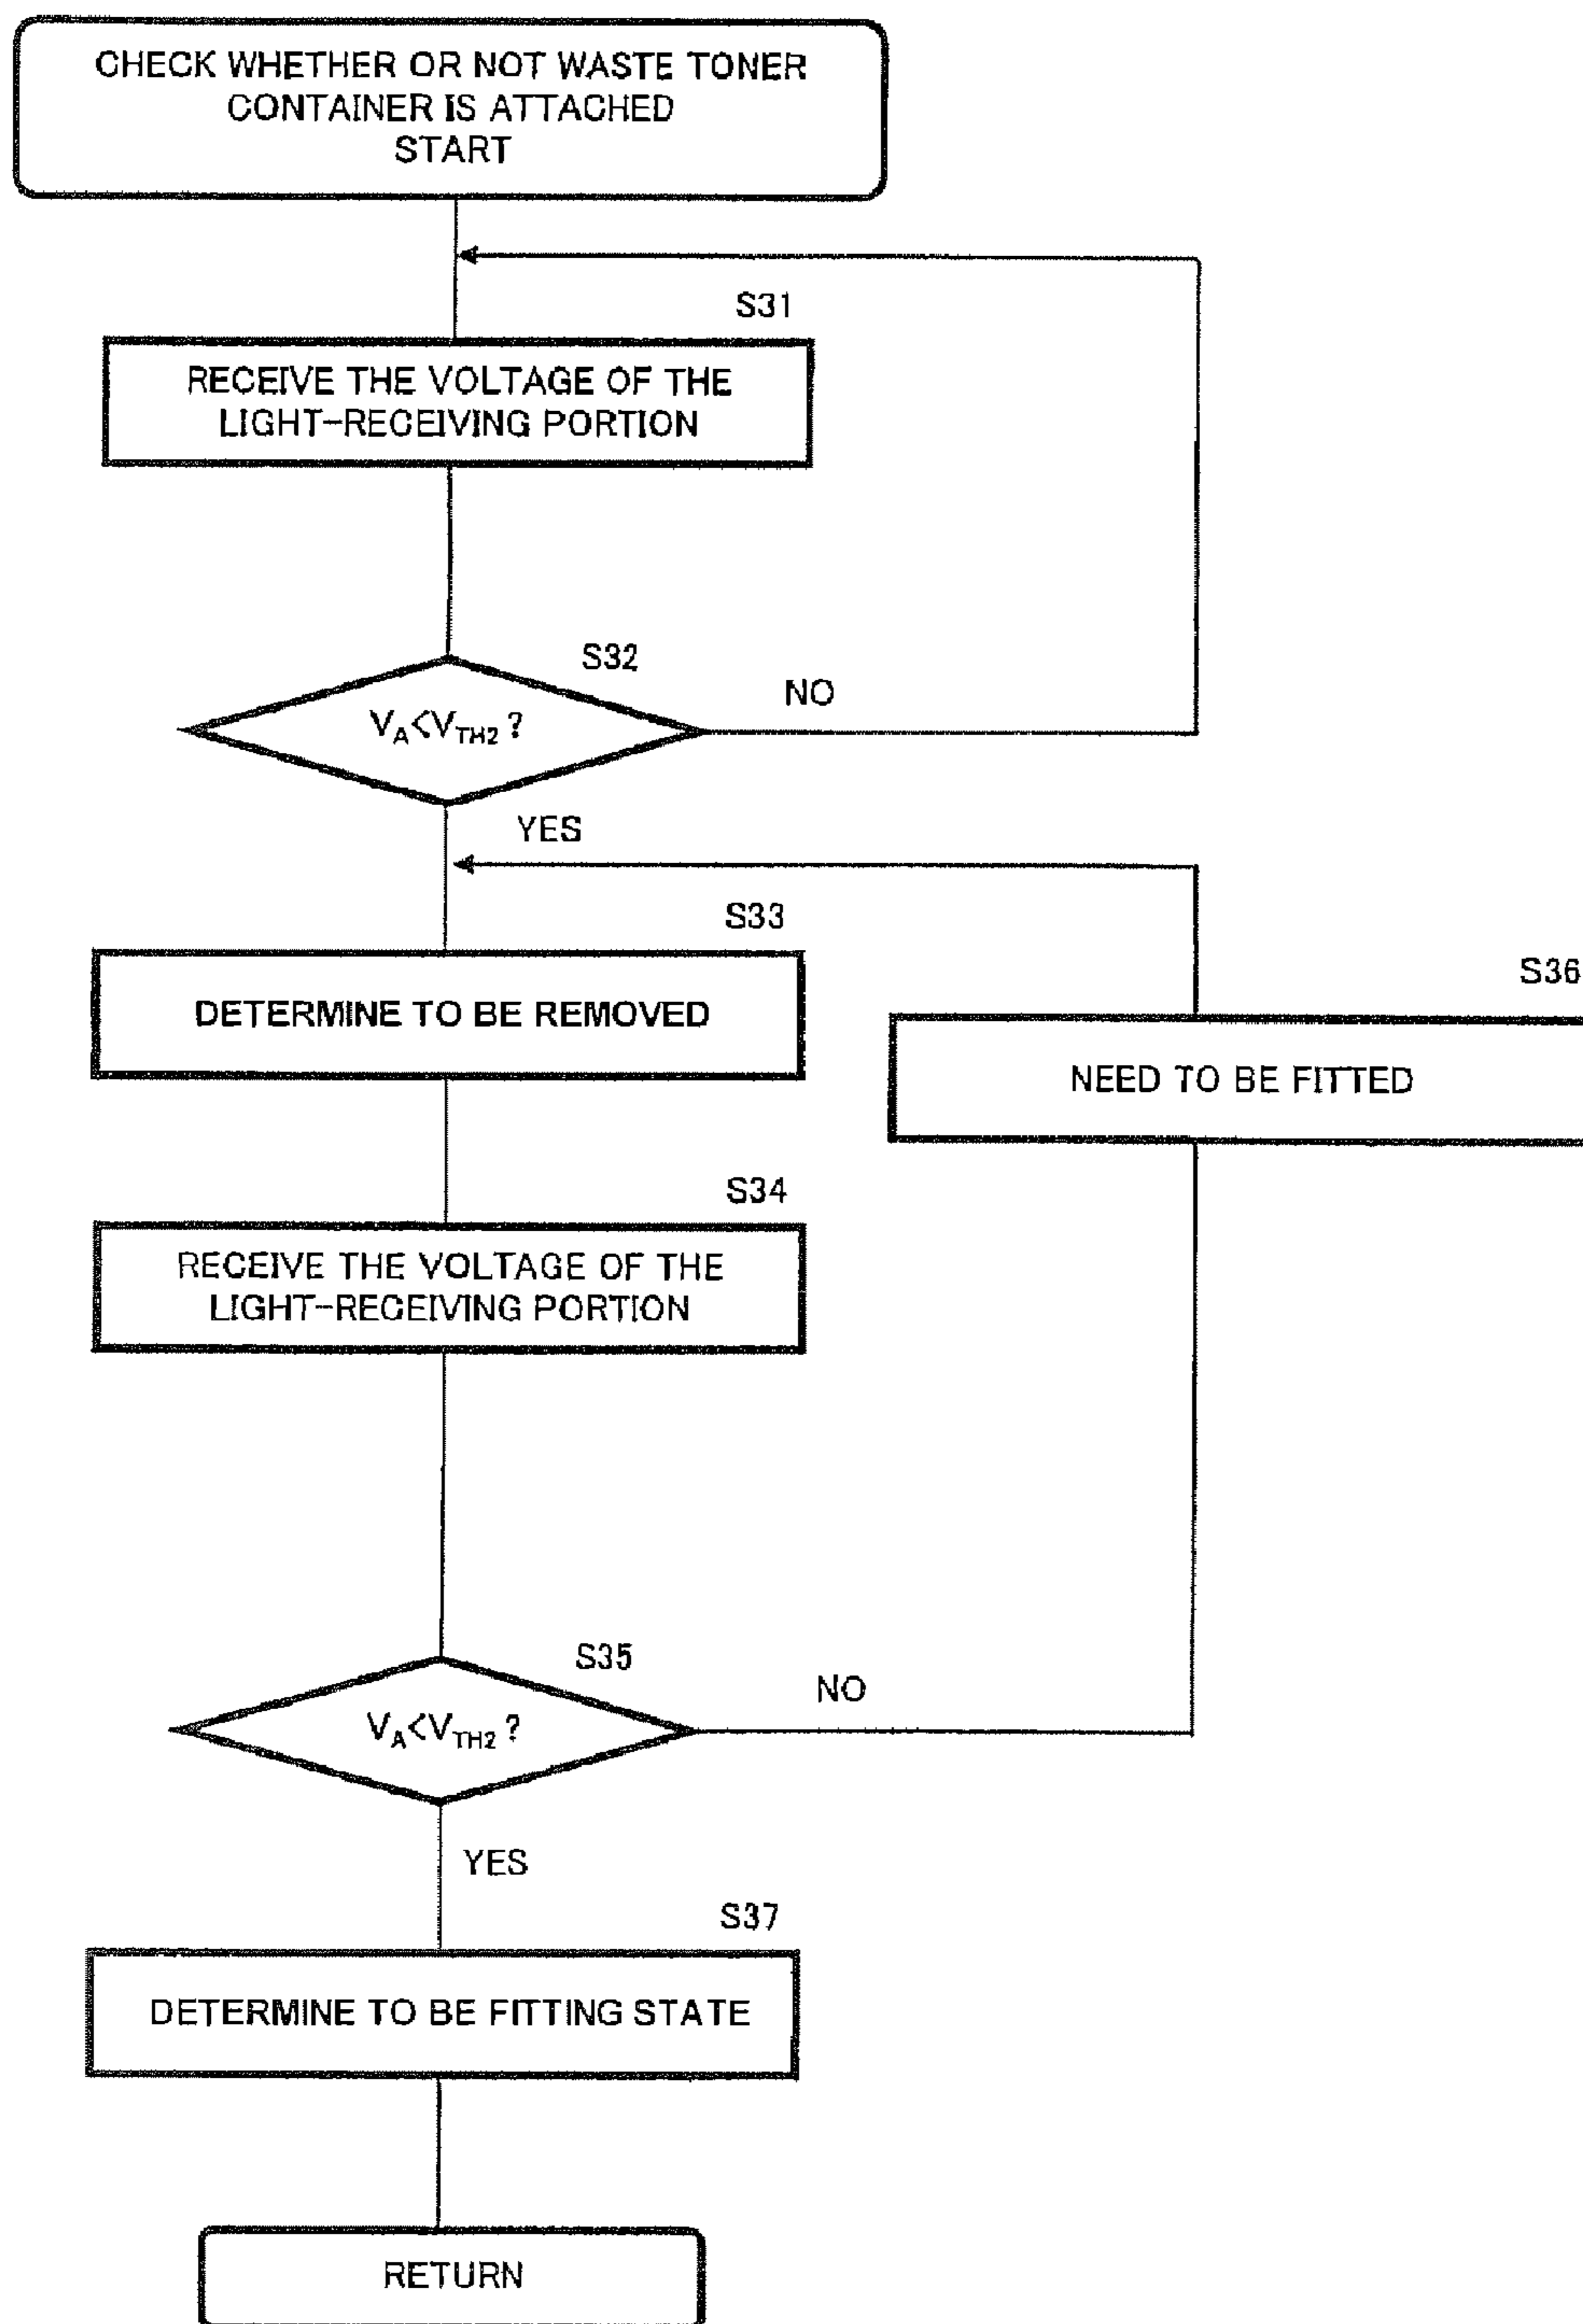 CHECK WHETHER OR NOT WASTE TONER
CONTAINER IS ATTACHED
START
S31
RECEIVE THE VOLTAGE OF THE
LIGHT-RECEIVING PORTION
S32
VA<VTH2 ?
NO
YES
S33
DETERMINE TO BE REMOVED
S36
NEED TO BE FITTED
S34
RECEIVE THE VOLTAGE OF THE
LIGHT-RECEIVING PORTION
S35
VA<VTH2 ?
NO
YES
S37
DETERMINE TO BE FITTING STATE
RETURN